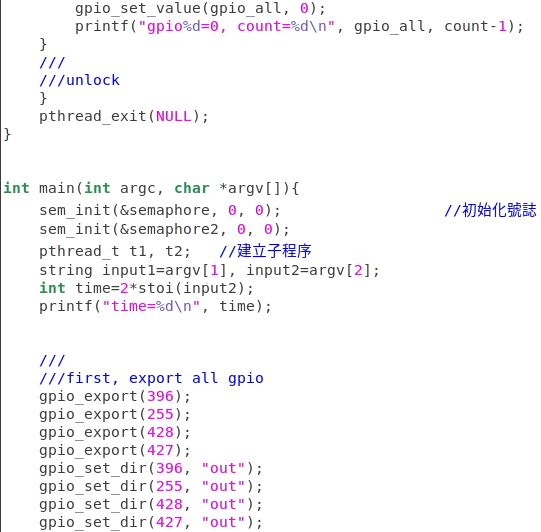 gpio_set_value(gpio_all, 0);
        printf("gpio%d=0, count=%d\n", gpio_all, count-1);
    }
    ///
    ///unlock
    }
    pthread_exit(NULL);
}
int main(int argc, char *argv[]){
    sem_init(&semaphore, 0, 0);                  //初始化號誌
    sem_init(&semaphore2, 0, 0);
    pthread_t t1, t2;   //建立子程序
    string input1=argv[1], input2=argv[2];
    int time=2*stoi(input2);
    printf("time=%d\n", time);
    ///
    ///first, export all gpio
    gpio_export(396);
    gpio_export(255);
    gpio_export(428);
    gpio_export(427);
    gpio_set_dir(396, "out");
    gpio_set_dir(255, "out");
    gpio_set_dir(428, "out");
    gpio_set_dir(427, "out");